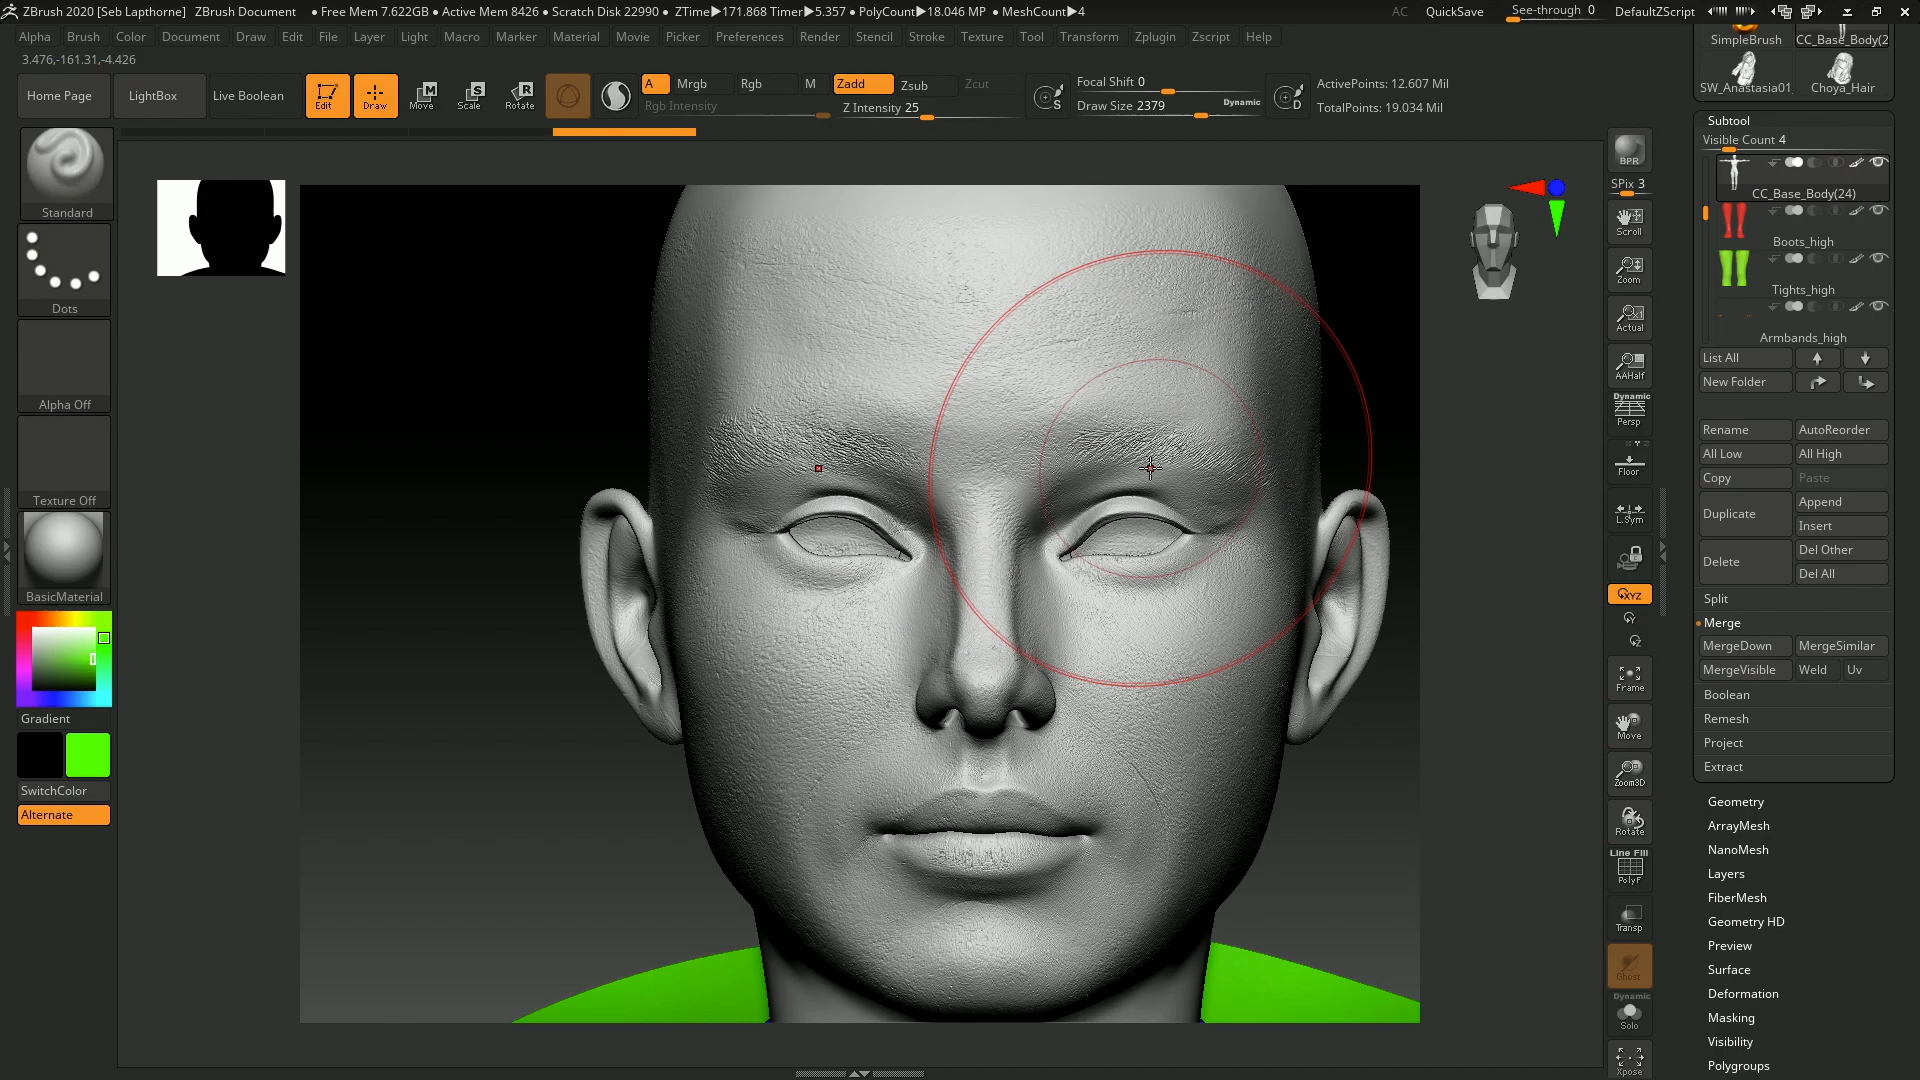 ZBrush 2020 [Seb Lapthorne] ZBrush Document • Free Mem 7.622GB • Active Mem 8426 • Scratch Disk 22990 • ZTime▶171.868 Timer▶5.357 • PolyCount▶18.046 MP • MeshCount▶4 AC QuickSave See-through 0 DefaultZScript
Alpha Brush Color Document Draw Edit File Layer Light Macro Marker Material Movie Picker Preferences Render Stencil Stroke Texture Tool Transform Zplugin Zscript Help
3.476,-161.31,-4.426
Home Page LightBox Live Boolean Edit Draw Move Scale Rotate
A Mrgb Rgb M Zadd Zsub Zcut
Rgb Intensity Z Intensity 25
Focal Shift 0
Draw Size 2379 Dynamic
S
D
ActivePoints: 12.607 Mil
TotalPoints: 19.034 Mil
Standard
Dots
Alpha Off
Texture Off
BasicMaterial
Gradient
SwitchColor
Alternate
BPR
SPix 3
Scroll
Zoom
Actual
AAHalf
Dynamic
Persp
Floor
L.Sym
XYZ
Y
Z
Frame
Move
Zoom3D
Rotate
Line Fill
PolyF
Transp
Ghost
Dynamic
Solo
Xpose
SimpleBrush CC_Base_Body(2
SW_Anastasia01 Choya_Hair
Subtool
Visible Count 4
CC_Base_Body(24)
Boots_high
Tights_high
Armbands_high
List All
New Folder
Rename AutoReorder
All Low All High
Copy Paste
Duplicate Append
Insert
Delete Del Other
Del All
Split
Merge
MergeDown MergeSimilar
MergeVisible Weld Uv
Boolean
Remesh
Project
Extract
Geometry
ArrayMesh
NanoMesh
Layers
FiberMesh
Geometry HD
Preview
Surface
Deformation
Masking
Visibility
Polygroups